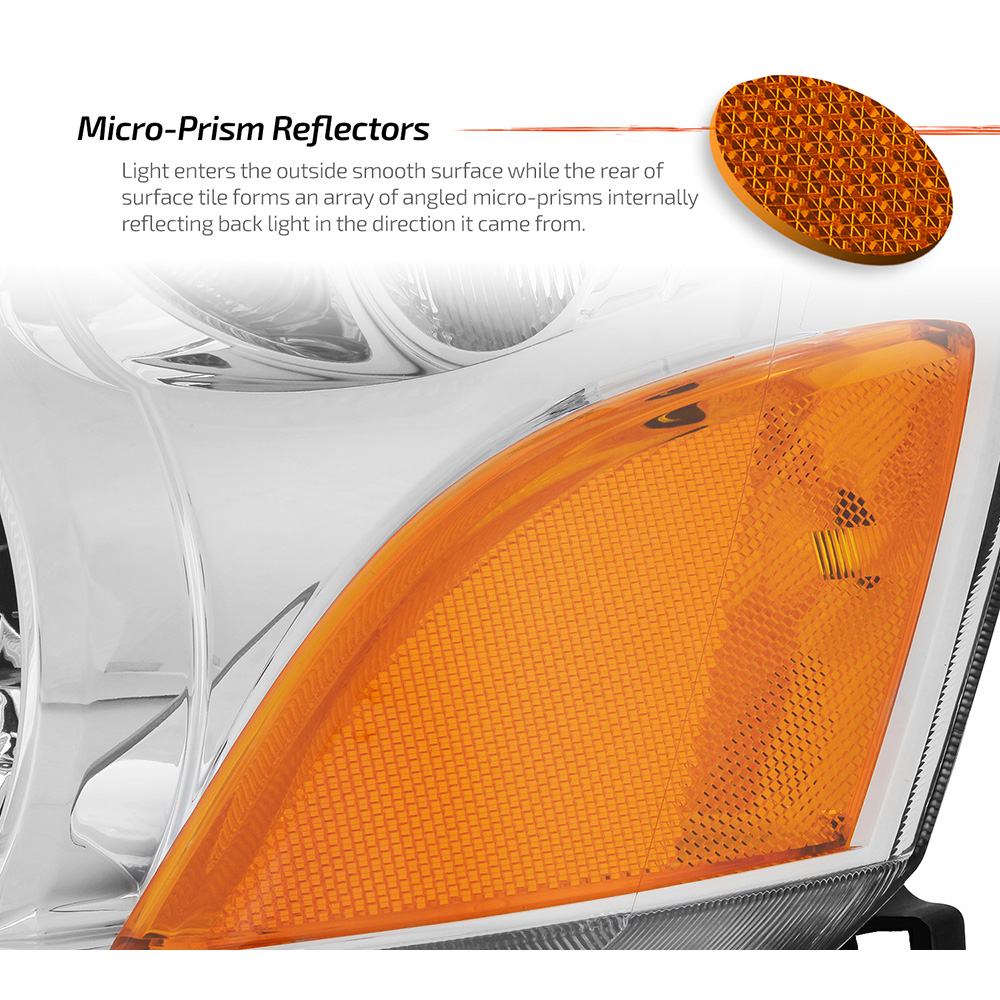 Micro-Prism Reflectors
Light enters the outside smooth surface while the rear of
surface tile forms an array of angled micro-prisms internally
reflecting back light in the direction it came from.